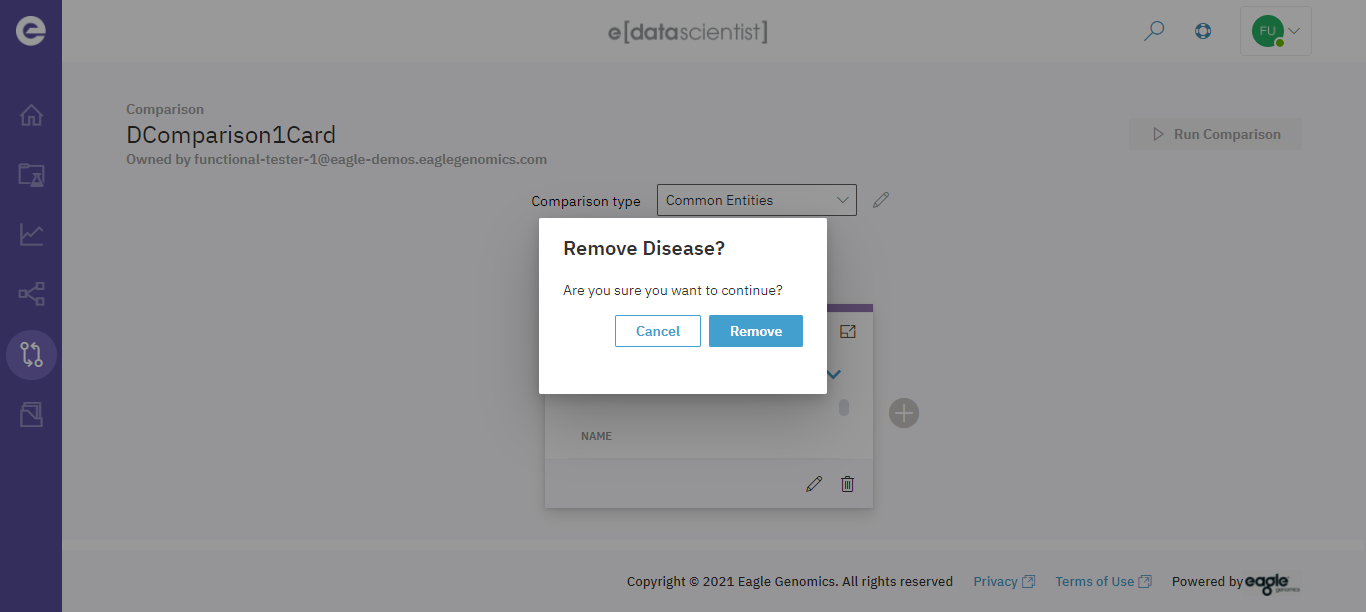 e[datascientist]
FU
Comparison
DComparison1Card
Owned by functional-tester-1@eagle-demos.eaglegenomics.com
Run Comparison
Comparison type
Common Entities
Remove Disease?
Are you sure you want to continue?
Cancel Remove
NAME
Copyright © 2021 Eagle Genomics. All rights reserved Privacy Terms of Use Powered by eagle genomics